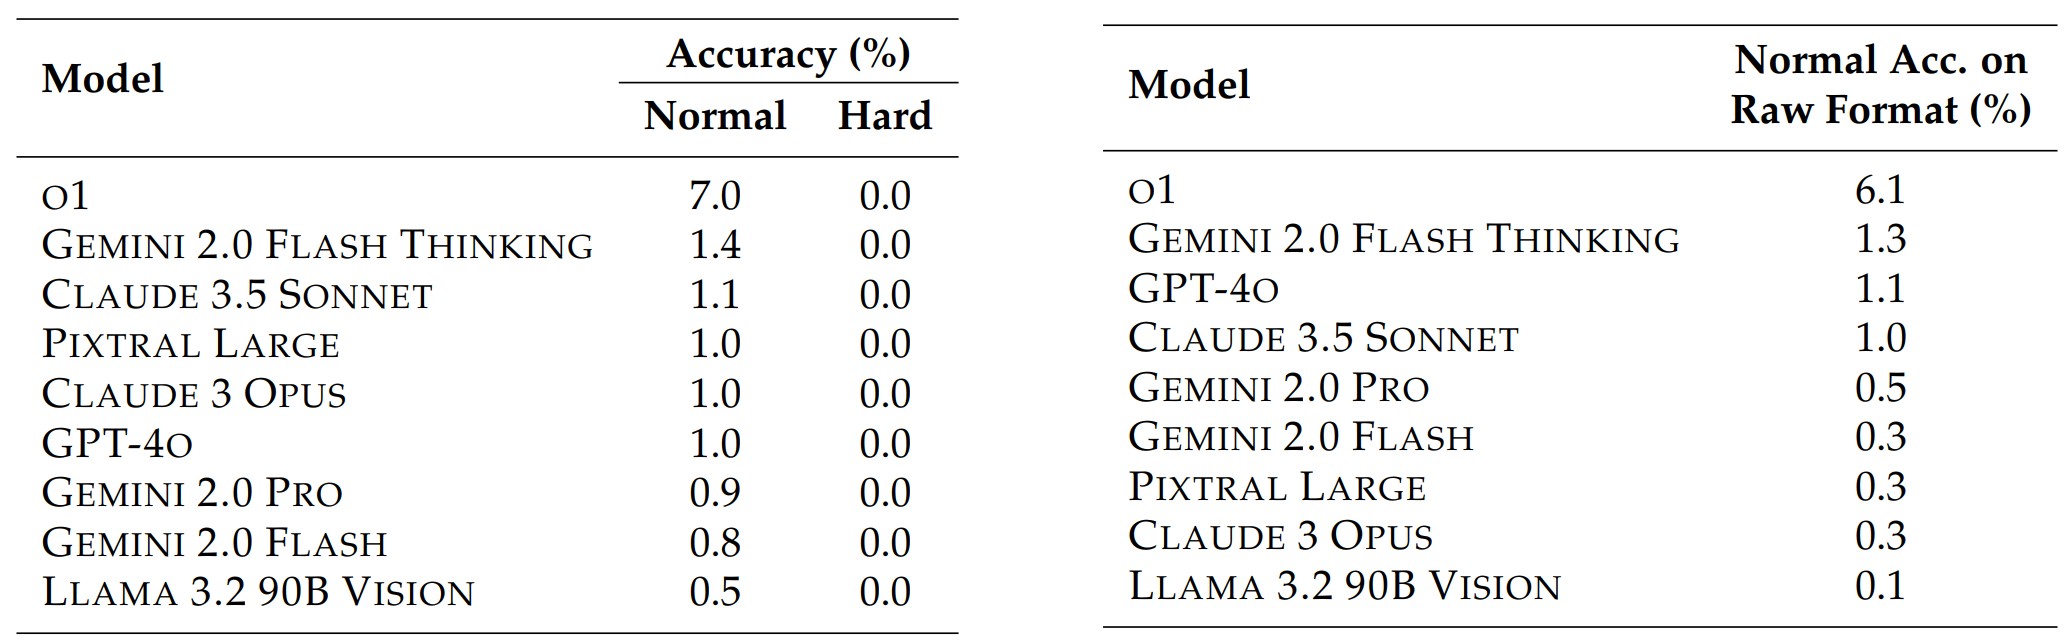 Model Accuracy (%)
Normal Hard
o1 7.0 0.0
Gemini 2.0 Flash Thinking 1.4 0.0
Claude 3.5 Sonnet 1.1 0.0
Pixtral Large 1.0 0.0
Claude 3 Opus 1.0 0.0
GPT-4o 1.0 0.0
Gemini 2.0 Pro 0.9 0.0
Gemini 2.0 Flash 0.8 0.0
Llama 3.2 90B Vision 0.5 0.0
Model Normal Acc. on
Raw Format (%)
o1 6.1
Gemini 2.0 Flash Thinking 1.3
GPT-4o 1.1
Claude 3.5 Sonnet 1.0
Gemini 2.0 Pro 0.5
Gemini 2.0 Flash 0.3
Pixtral Large 0.3
Claude 3 Opus 0.3
Llama 3.2 90B Vision 0.1